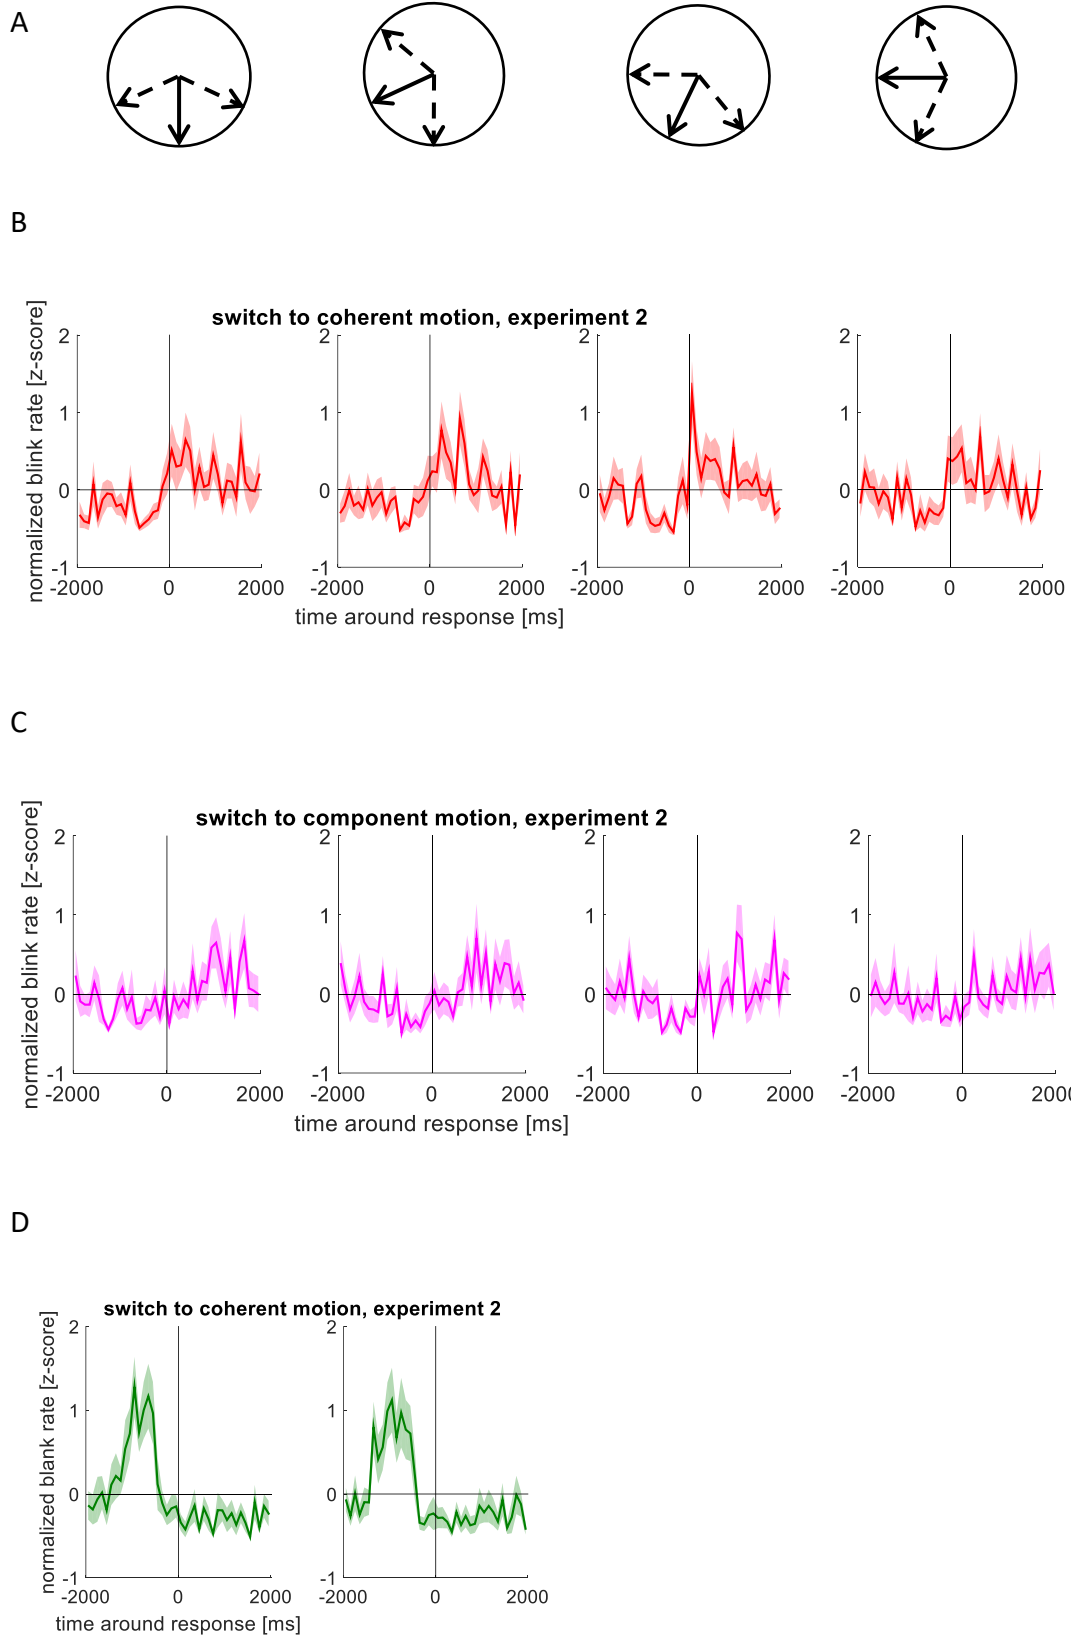 A
B
switch to coherent motion, experiment 2
normalized blink rate [z-score]
2 2 2 2
1 1 1 1
0 0 0 0
-1 -1 -1 -1
-2000 0 2000 -2000 0 2000 -2000 0 2000 -2000 0 2000
time around response [ms]
C
switch to component motion, experiment 2
normalized blink rate [z-score]
2 2 2 2
1 1 1 1
0 0 0 0
-1 -1 -1 -1
-2000 0 2000 -2000 0 2000 -2000 0 2000 -2000 0 2000
time around response [ms]
D
switch to coherent motion, experiment 2
normalized blank rate [z-score]
2 2
1 1
0 0
-1 -1
-2000 0 2000 -2000 0 2000
time around response [ms]